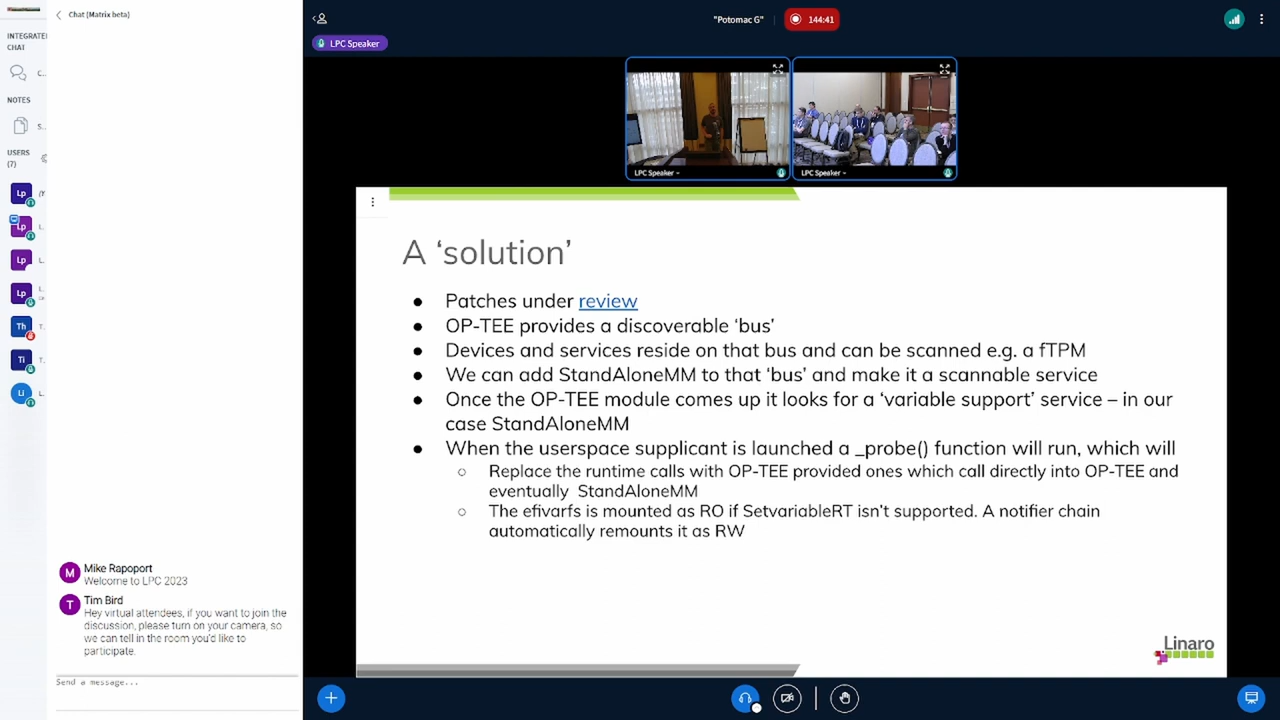 Chat [Matrix beta]
INTEGRATE
CHAT
C..
NOTES
S..
USERS
(7)
Lp
Lp
L.
Lp
L.
Lp
Th
T.
Ti
T.
Li
L.
M
Mike Rapoport
Welcome to LPC 2023
T
Tim Bird
Hey virtual attendees, if you want to join the
discussion, please turn on your camera, so
we can tell in the room you'd like to
participate.
Send a message...
LPC Speaker
"Potomac G"
144:41
LPC Speaker
LPC Speaker
A ‘solution’
● Patches under review
● OP-TEE provides a discoverable ‘bus’
● Devices and services reside on that bus and can be scanned e.g. a fTPM
● We can add StandAloneMM to that ‘bus’ and make it a scannable service
● Once the OP-TEE module comes up it looks for a ‘variable support’ service – in our
case StandAloneMM
● When the userspace supplicant is launched a _probe() function will run, which will
○ Replace the runtime calls with OP-TEE provided ones which call directly into OP-TEE and
eventually StandAloneMM
○ The efivarfs is mounted as RO if SetvariableRT isn’t supported. A notifier chain
automatically remounts it as RW
Linaro